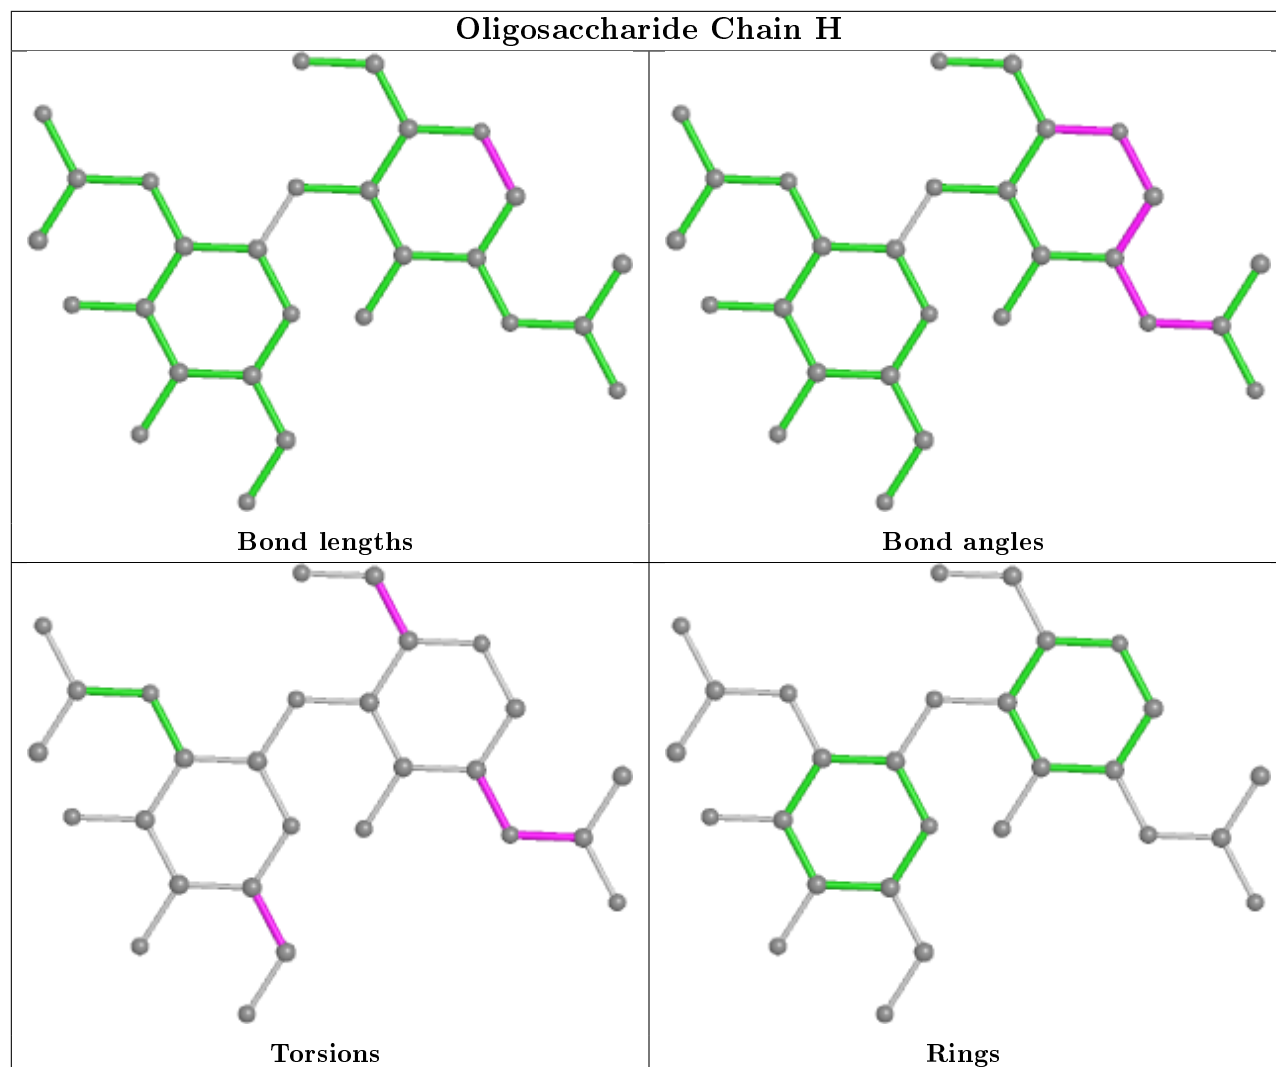 Oligosaccharide Chain H
Bond lengths
Bond angles
Torsions
Rings